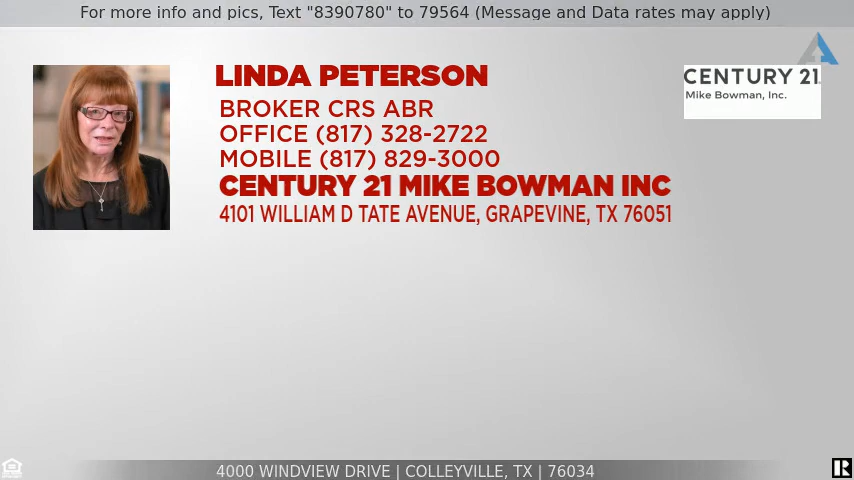 For more info and pics, Text "8390780" to 79564 (Message and Data rates may apply)
LINDA PETERSON
BROKER CRS ABR
OFFICE (817) 328-2722
MOBILE (817) 829-3000
CENTURY 21 MIKE BOWMAN INC
4101 WILLIAM D TATE AVENUE, GRAPEVINE, TX 76051
CENTURY 21
Mike Bowman, Inc.
4000 WINDVIEW DRIVE | COLLEYVILLE, TX | 76034